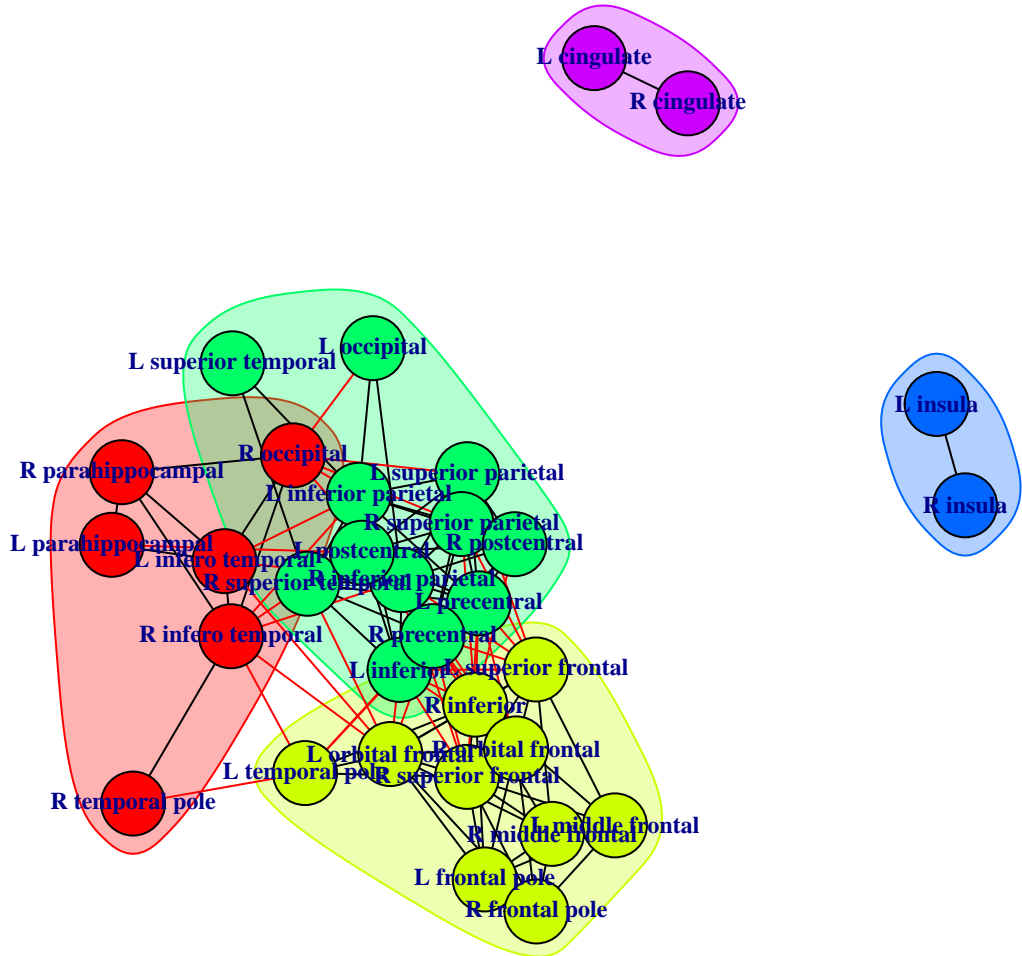 L cingulate
R cingulate
L occipital
L superior temporal
L insula
R occipital
R parahippocampal
L superior parietal
L inferior parietal
R insula
R superior parietal
L parahippocampal
R postcentral
L postcentral
L infero temporal
R inferior parietal
R superior temporal
L precentral
R infero temporal
R precentral
L superior frontal
L inferior
R inferior
R orbital frontal
L orbital frontal
L temporal pole
R superior frontal
R temporal pole
L middle frontal
R middle frontal
L frontal pole
R frontal pole